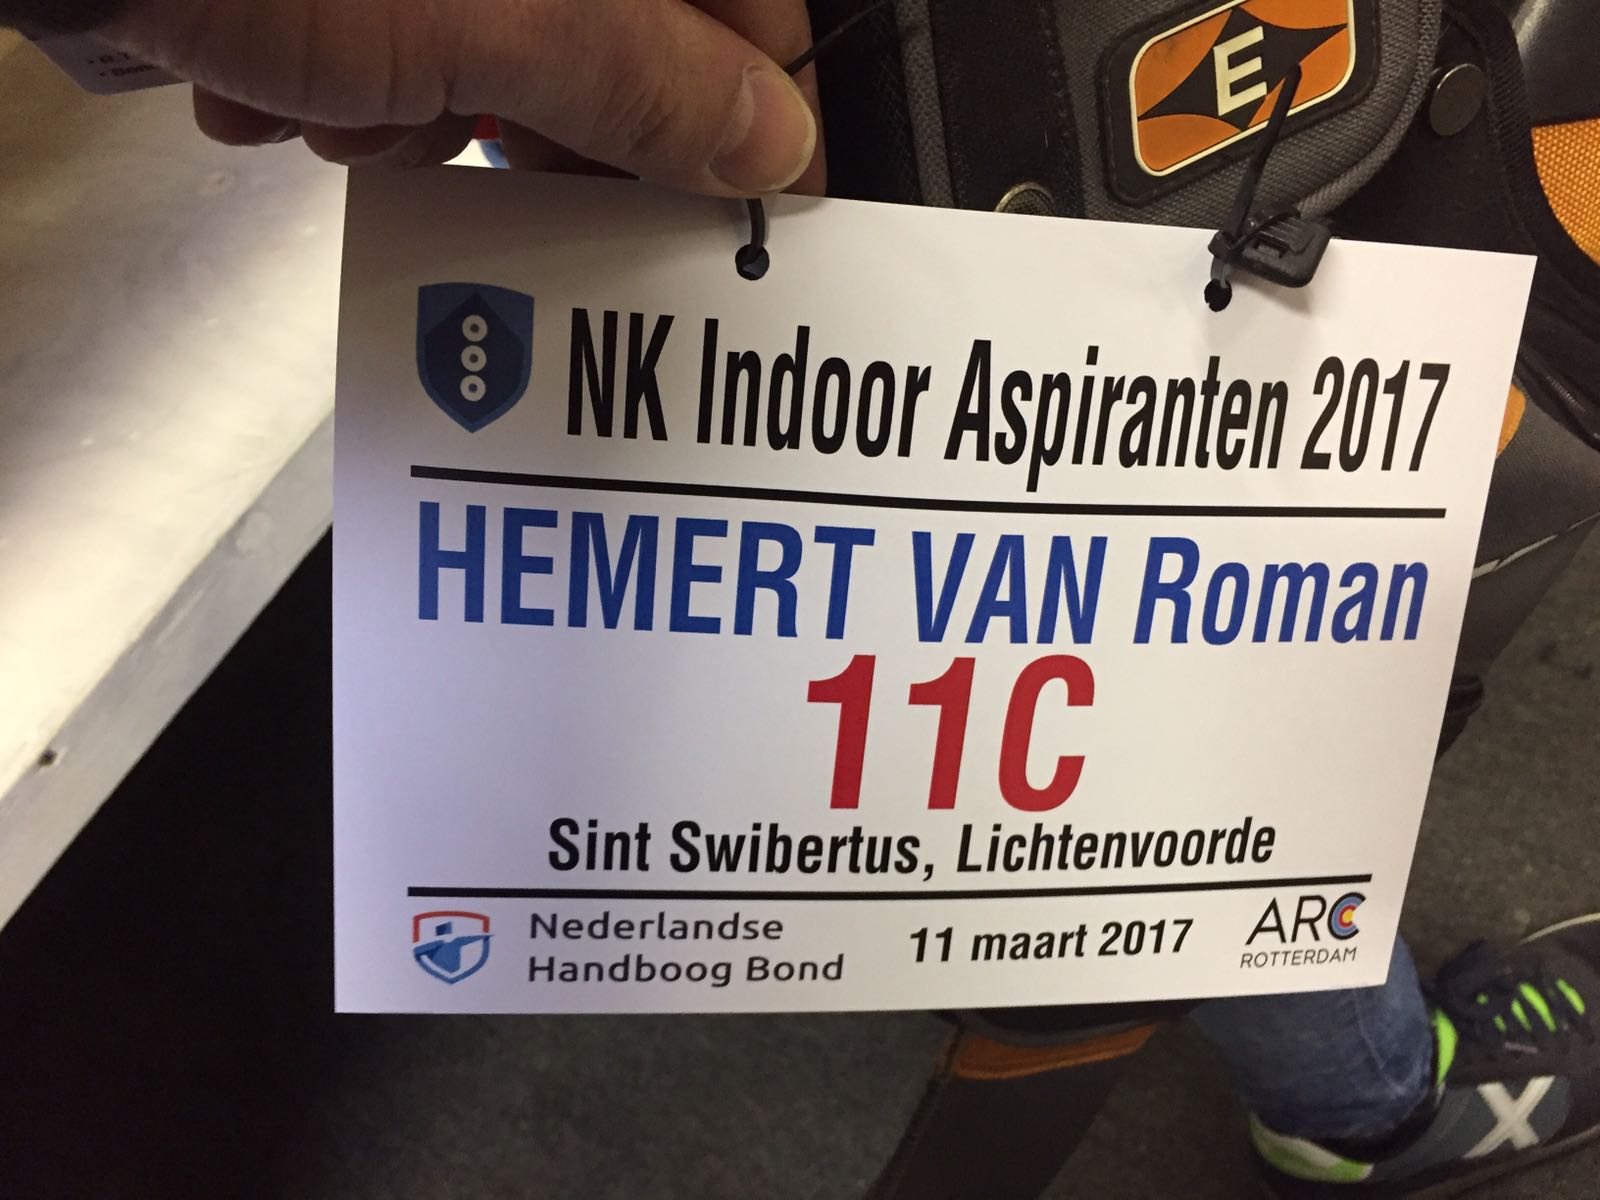 E
NK Indoor Aspiranten 2017
HEMERT VAN Roman
11C
Sint Swibertus, Lichtenvoorde
Nederlandse
Handboog Bond
11 maart 2017
ARC
ROTTERDAM
X